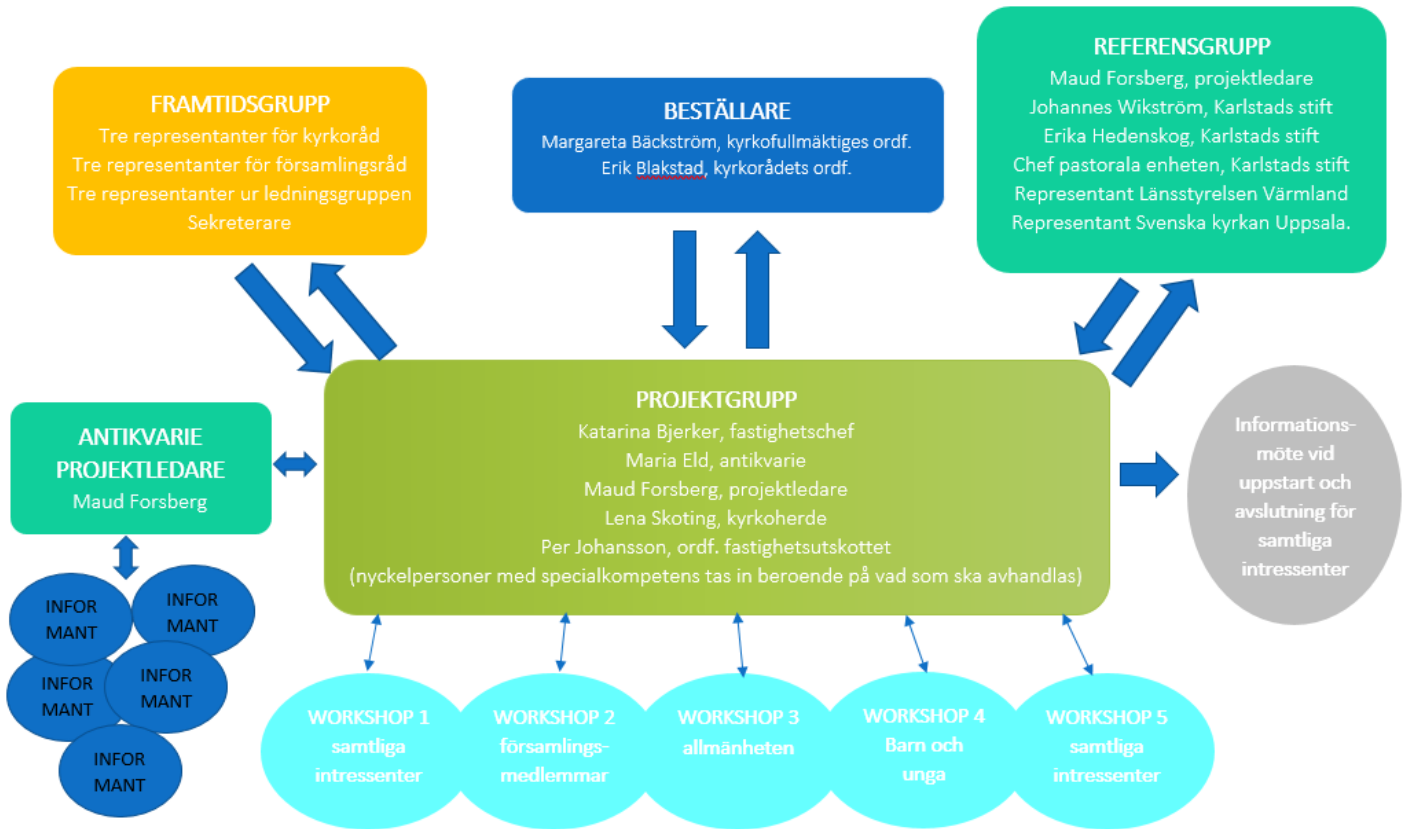 FRAMTIDSGRUPP
Tre representanter för kyrkoråd
Tre representanter för församlingsråd
Tre representanter ur ledningsgruppen
Sekreterare
BESTÄLLARE
Margareta Bäckström, kyrkofullmäktiges ordf.
Erik Blakstad, kyrkorådets ordf.
REFERENSGRUPP
Maud Forsberg, projektledare
Johannes Wikström, Karlstads stift
Erika Hedenskog, Karlstads stift
Chef pastorala enheten, Karlstads stift
Representant Länsstyrelsen Värmland
Representant Svenska kyrkan Uppsala.
ANTIKVARIE
PROJEKTLEDARE
Maud Forsberg
PROJEKTGRUPP
Katarina Bjerker, fastighetschef
Maria Eld, antikvarie
Maud Forsberg, projektledare
Lena Skoting, kyrkoherde
Per Johansson, ordf. fastighetsutskottet
(nyckelpersoner med specialkompetens tas in beroende på vad som ska avhandlas)
Informations-
möte vid
uppstart och
avslutning för
samtliga
intressenter
INFOR
MANT
INFOR
MANT
INFOR
MANT
INFOR
MANT
INFOR
MANT
WORKSHOP 1
samtliga
intressenter
WORKSHOP 2
församlings-
medlemmar
WORKSHOP 3
allmänheten
WORKSHOP 4
Barn och
unga
WORKSHOP 5
samtliga
intressenter